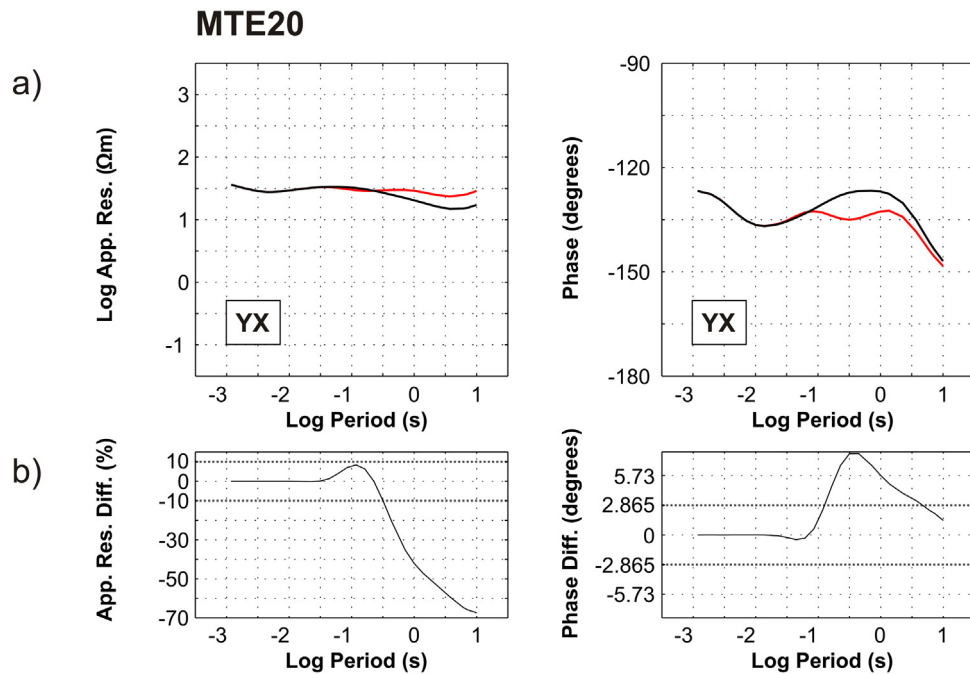 MTE20
a)
Log App. Res. (Ωm)
3
2
1
0
-1
YX
-3 -2 -1 0 1
Log Period (s)
Phase (degrees)
-90
-120
-150
-180
YX
-3 -2 -1 0 1
Log Period (s)
b)
App. Res. Diff. (%)
10
0
-10
-30
-50
-70
-3 -2 -1 0 1
Log Period (s)
Phase Diff. (degrees)
5.73
2.865
0
-2.865
-5.73
-3 -2 -1 0 1
Log Period (s)